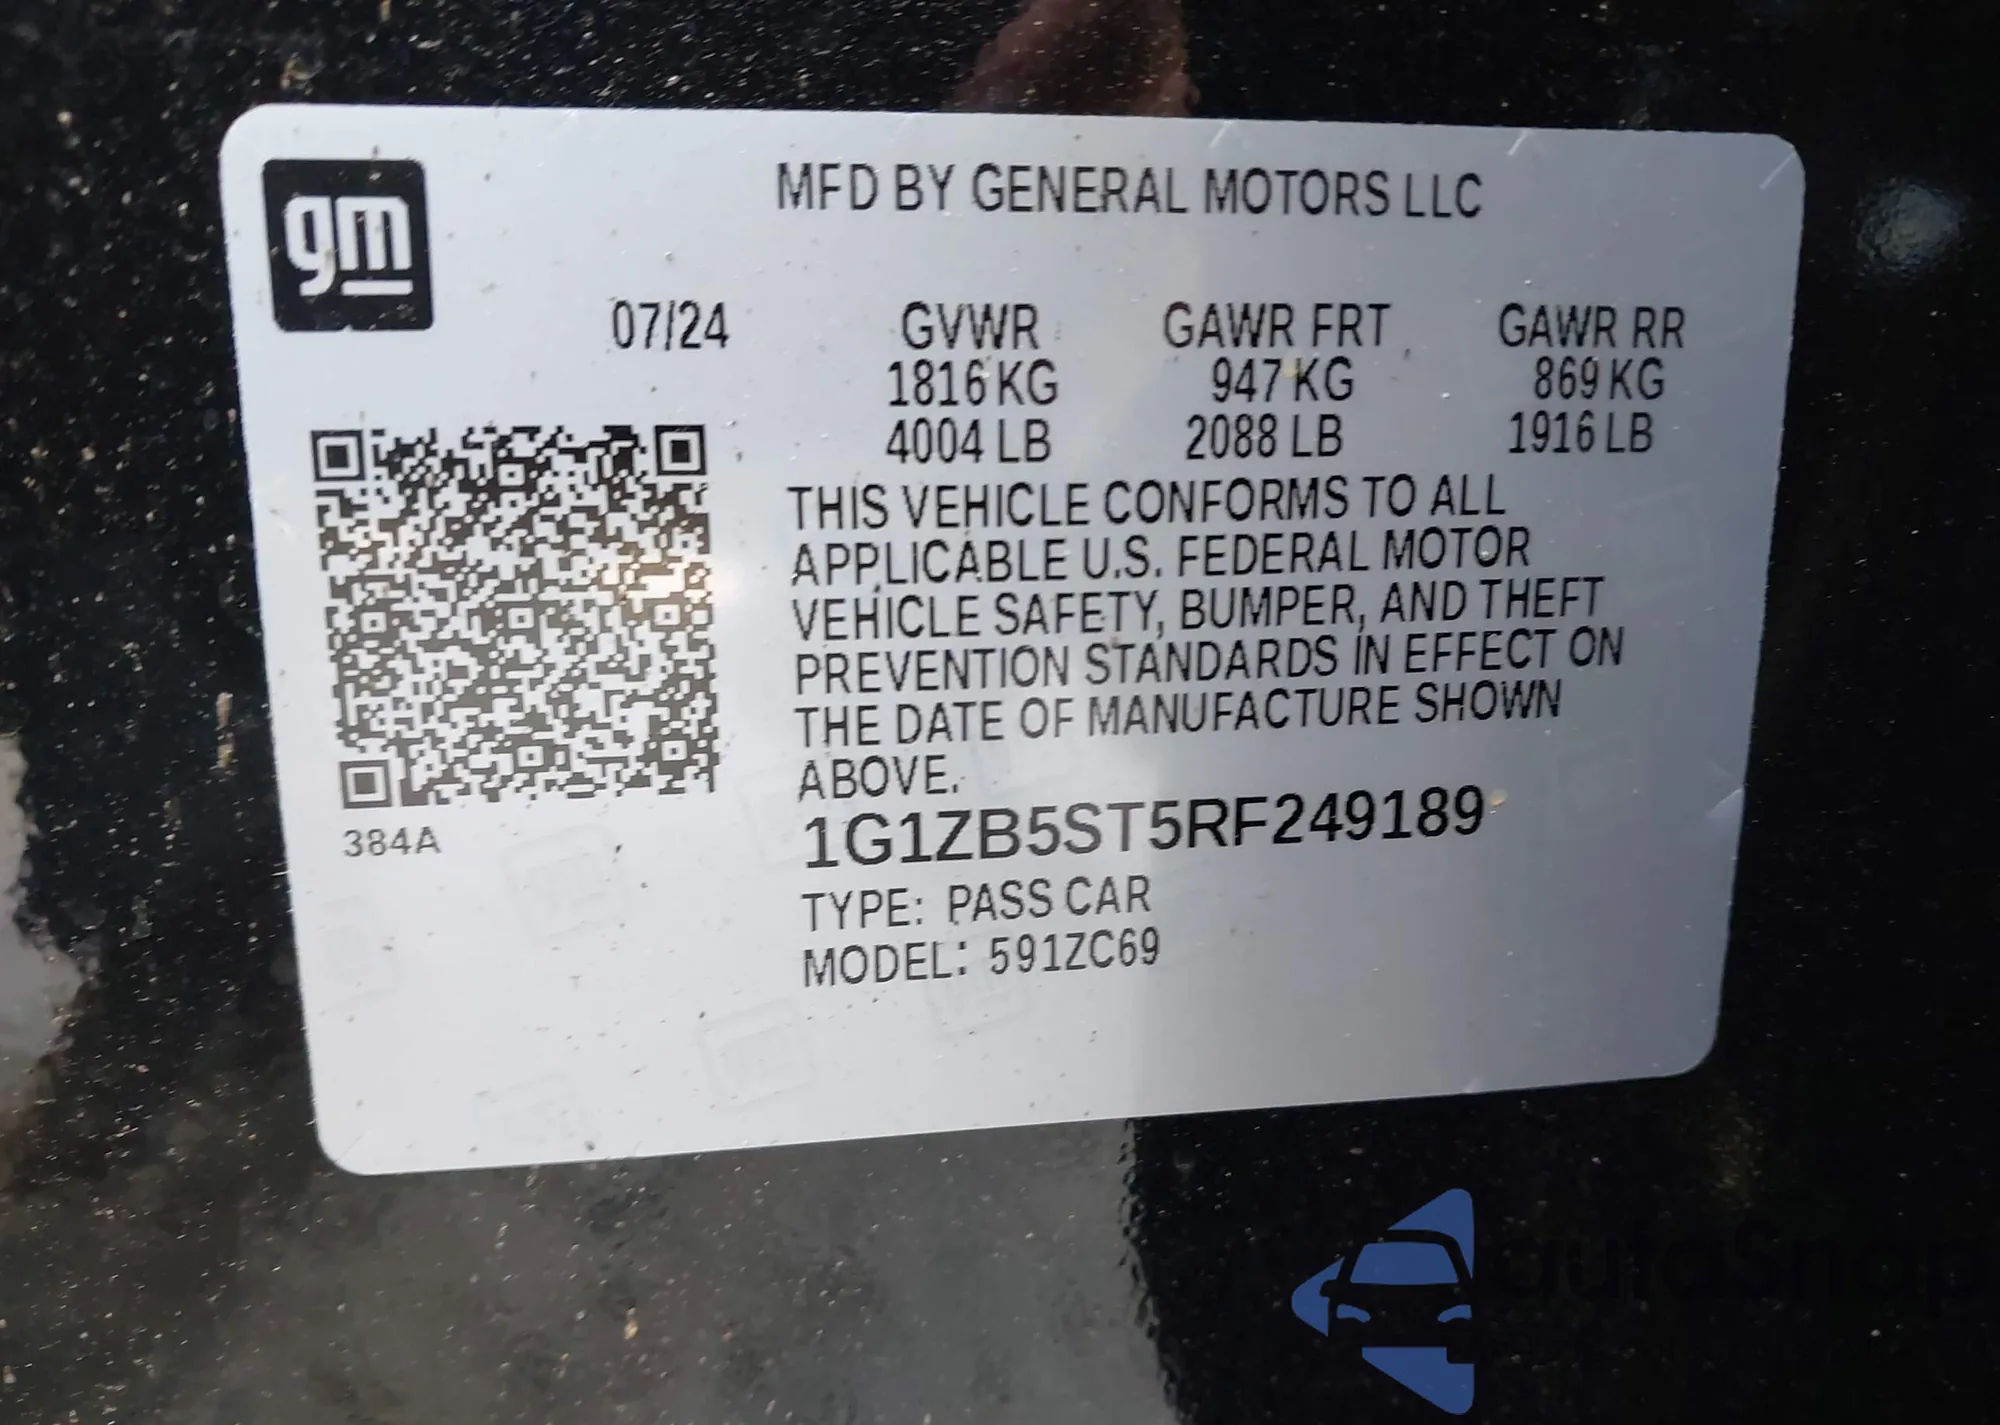 gm
MFD BY GENERAL MOTORS LLC
07/24 GVWR GAWR FRT GAWR RR
1816 KG 947 KG 869 KG
4004 LB 2088 LB 1916 LB
THIS VEHICLE CONFORMS TO ALL
APPLICABLE U.S. FEDERAL MOTOR
VEHICLE SAFETY, BUMPER, AND THEFT
PREVENTION STANDARDS IN EFFECT ON
THE DATE OF MANUFACTURE SHOWN
ABOVE.
1G1ZB5ST5RF249189
384A
TYPE: PASS CAR
MODEL: 591ZC69